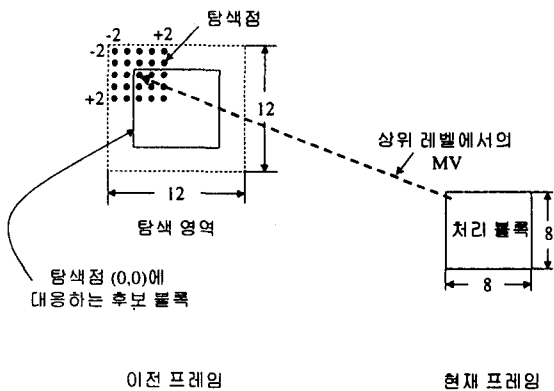 탐색점
-2 +2
-2
+2
12
12
탐색 영역
상위 레벨에서의
MV
처리 블록
8
8
탐색점 (0,0)에
대응하는 후보 블록
이전 프레임
현재 프레임